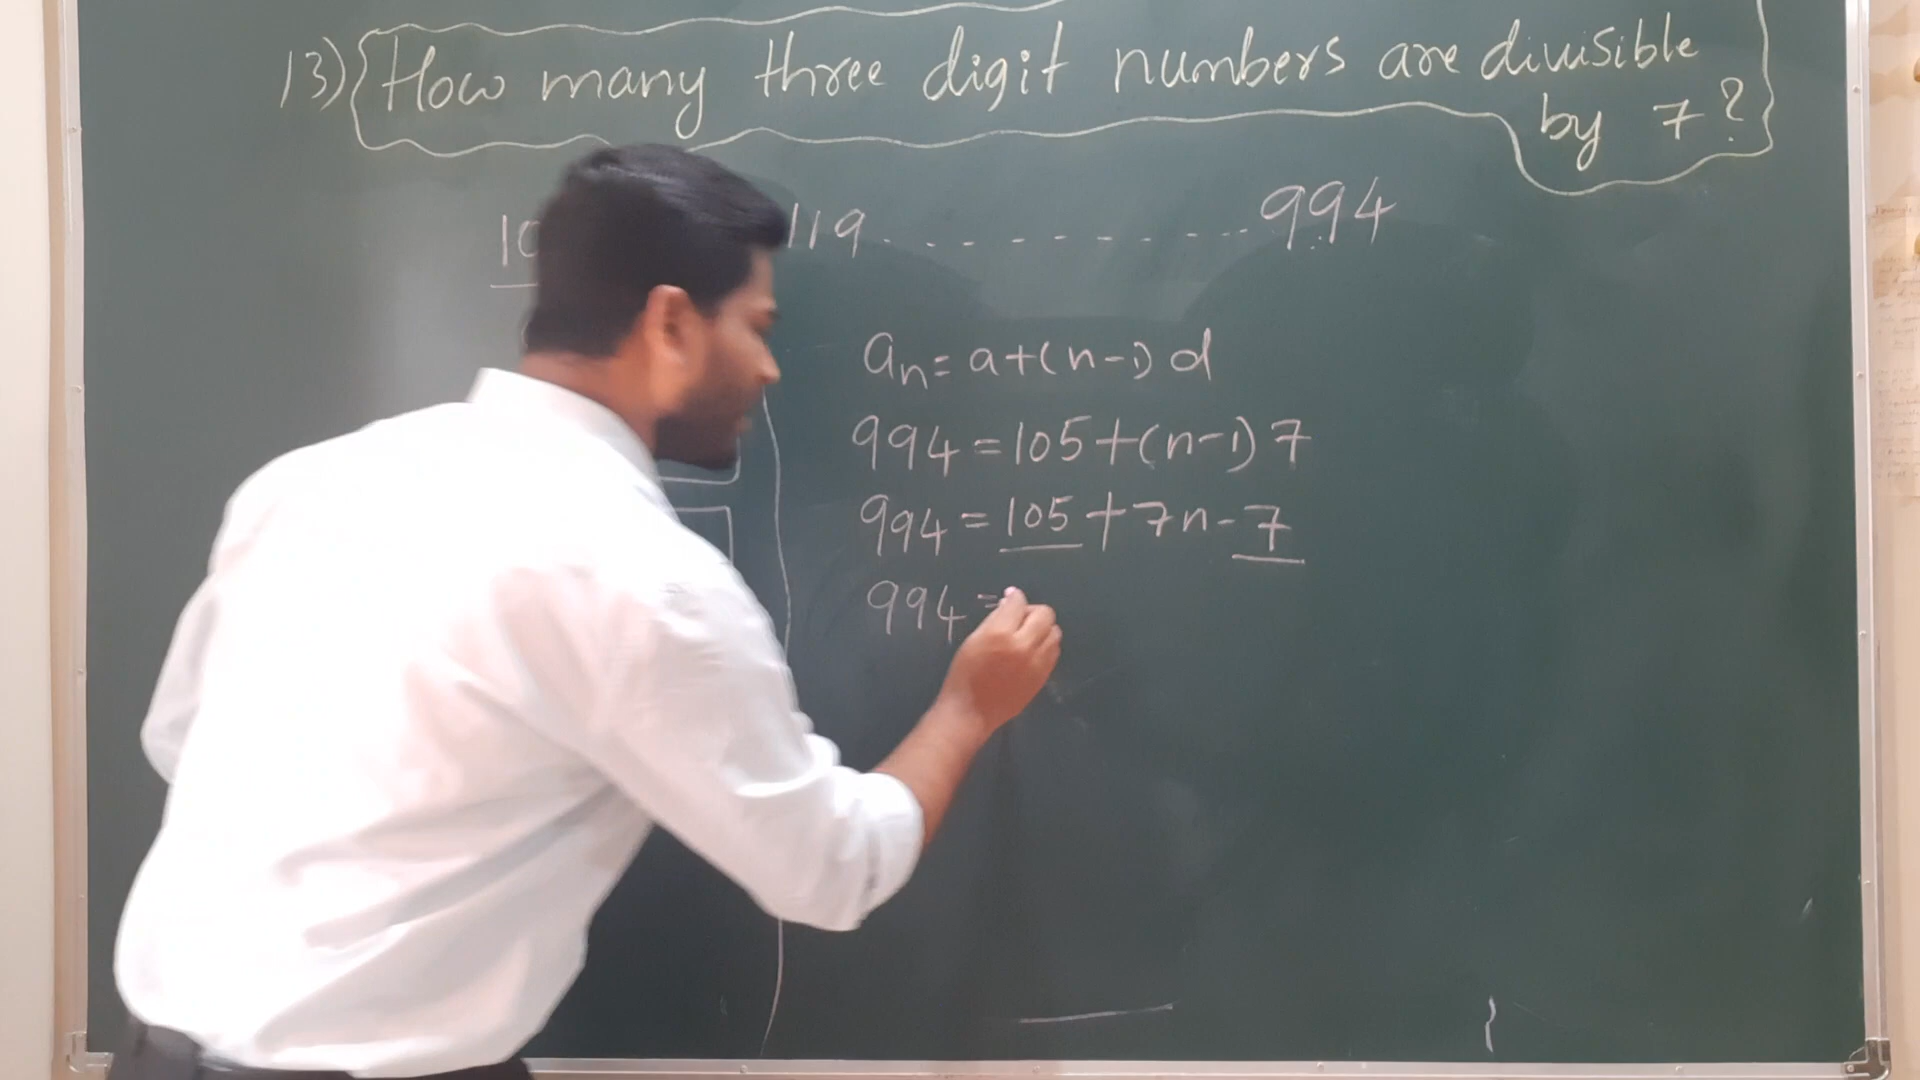 13) How many three digit numbers are divisible
by 7?
10 119 . . - - - - - - - - - 994
an = a+(n-1) d
994 = 105+(n-1) 7
994 = 105 + 7n - 7
994 =